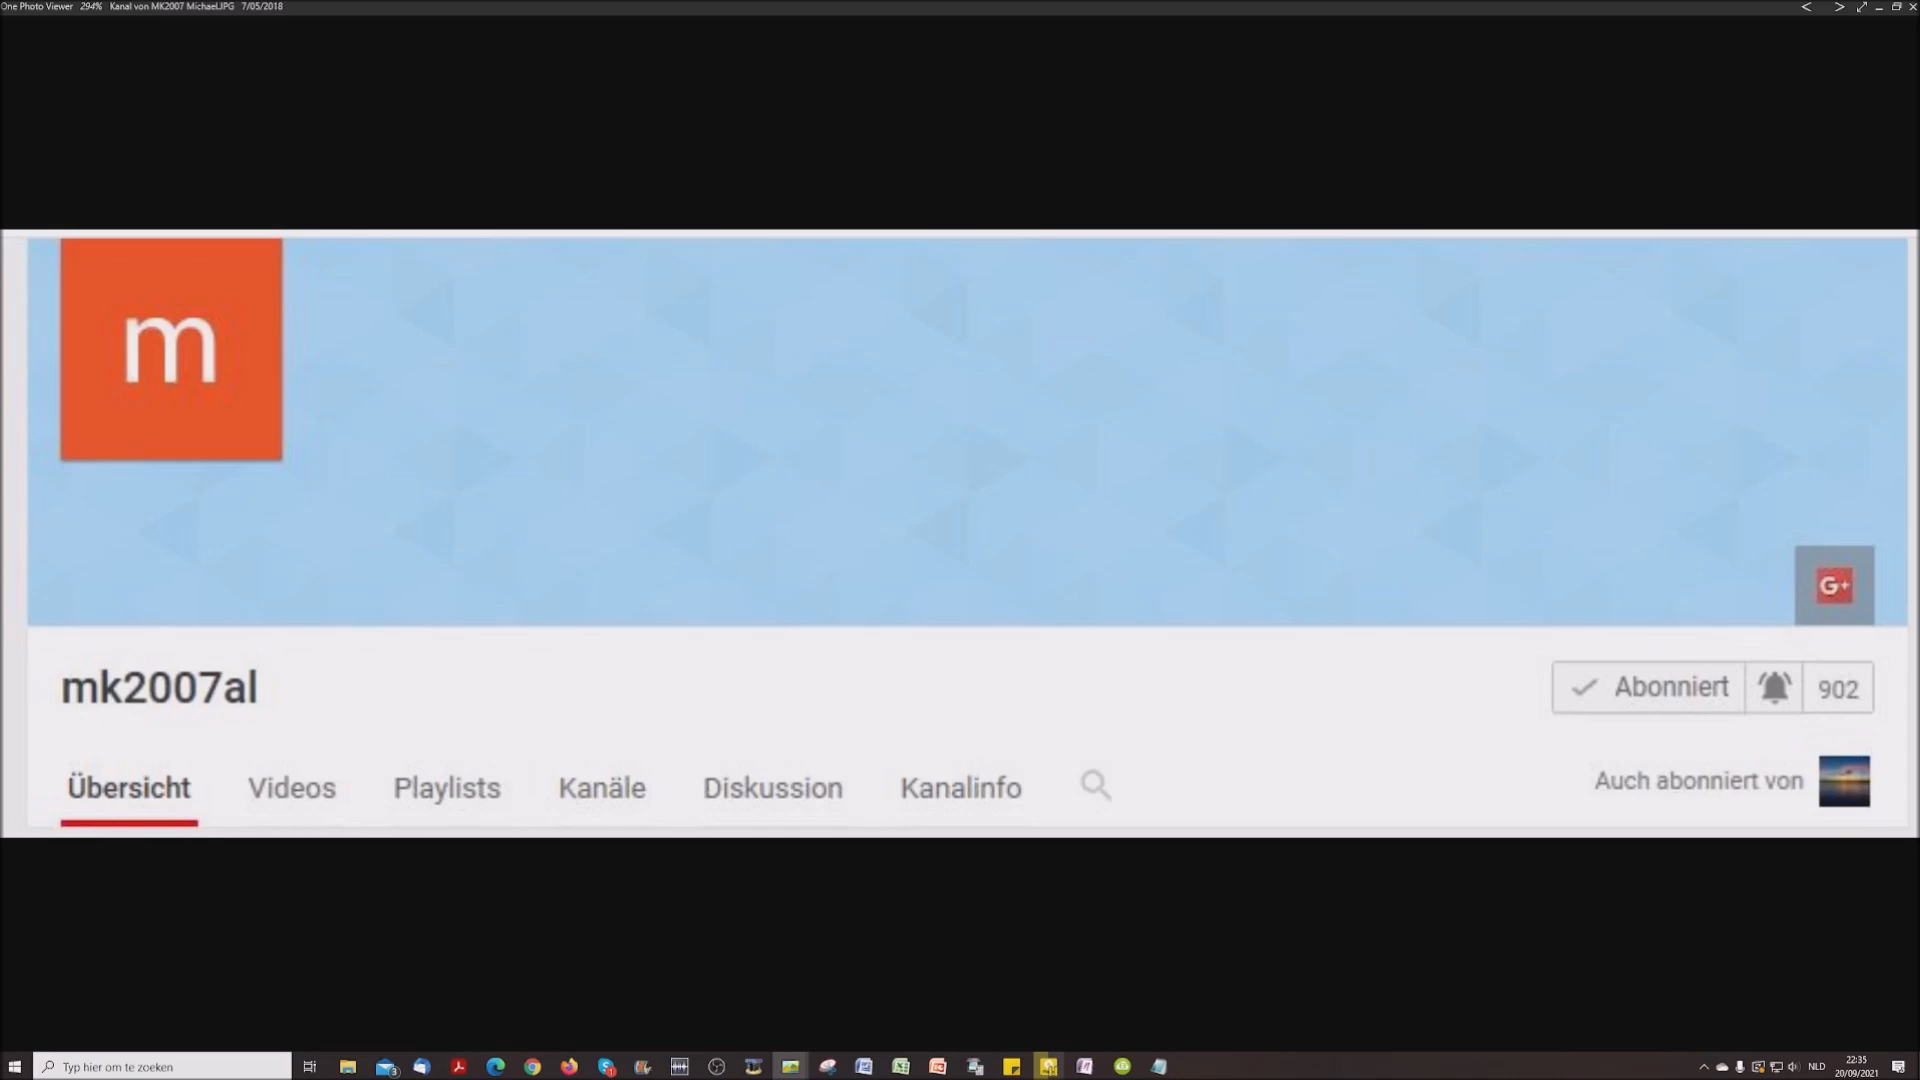 One Photo Viewer 294% Kanal von MK2007 Michael.JPG 7/05/2018
m
G+
mk2007al
Abonniert 902
Übersicht Videos Playlists Kanäle Diskussion Kanalinfo
Auch abonniert von
Typ hier om te zoeken
NLD
22:35
20/09/2021